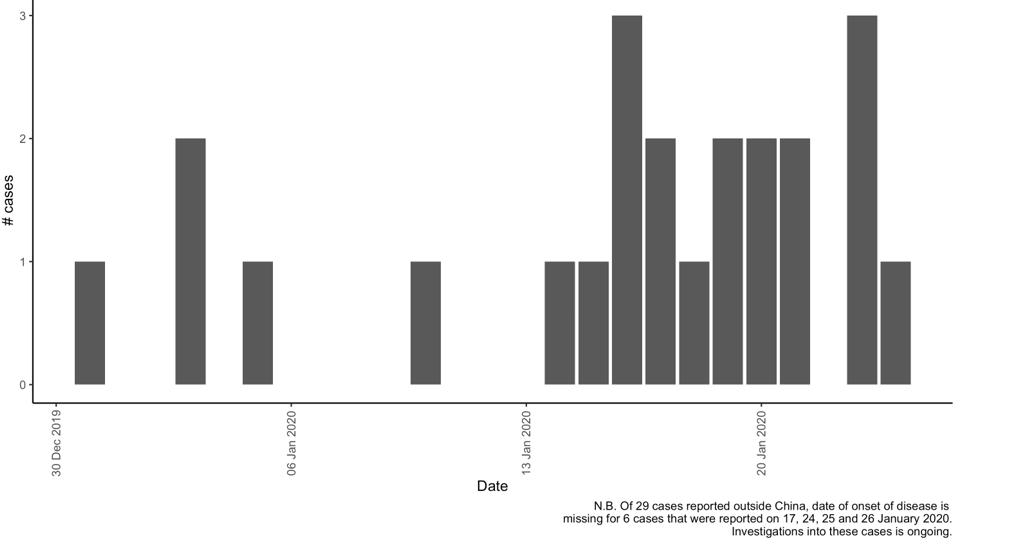 3
2
# cases
1
0
30 Dec 2019
06 Jan 2020
13 Jan 2020
20 Jan 2020
Date
N.B. Of 29 cases reported outside China, date of onset of disease is
missing for 6 cases that were reported on 17, 24, 25 and 26 January 2020.
Investigations into these cases is ongoing.